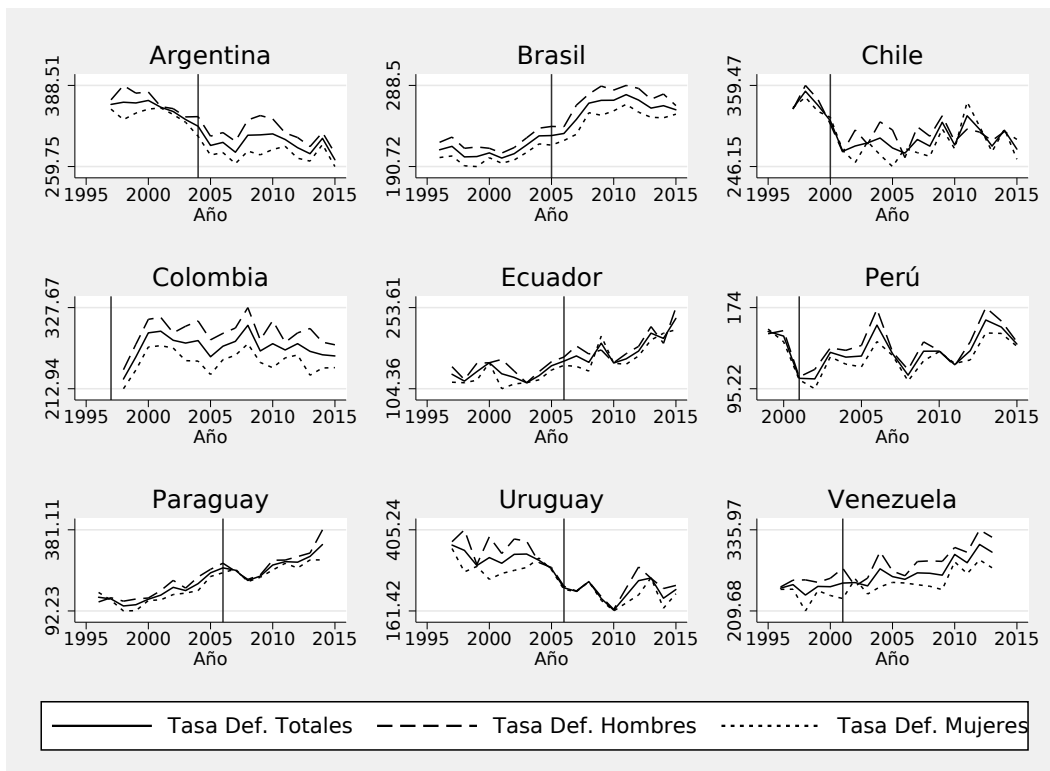 Argentina
388.51
259.75
1995 2000 2005 2010 2015
Año
Brasil
288.5
190.72
1995 2000 2005 2010 2015
Año
Chile
359.47
246.15
1995 2000 2005 2010 2015
Año
Colombia
327.67
212.94
1995 2000 2005 2010 2015
Año
Ecuador
253.61
104.36
1995 2000 2005 2010 2015
Año
Perú
174
95.22
2000 2005 2010 2015
Año
Paraguay
381.11
92.23
1995 2000 2005 2010 2015
Año
Uruguay
405.24
161.42
1995 2000 2005 2010 2015
Año
Venezuela
335.97
209.68
1995 2000 2005 2010 2015
Año
Tasa Def. Totales Tasa Def. Hombres Tasa Def. Mujeres